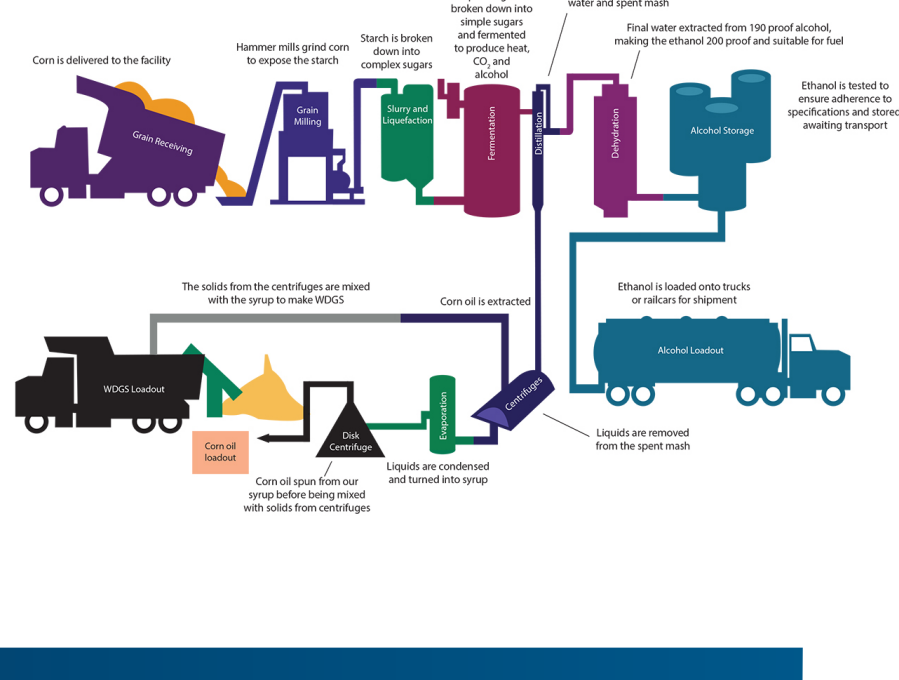 water and spent mash
broken down into
simple sugars
and fermented
to produce heat,
CO2 and
alcohol
Final water extracted from 190 proof alcohol,
making the ethanol 200 proof and suitable for fuel
Corn is delivered to the facility
Hammer mills grind corn
to expose the starch
Starch is broken
down into
complex sugars
Ethanol is tested to
ensure adherence to
specifications and stored
awaiting transport
Grain Receiving
Grain
Milling
Slurry and
Liquefaction
Fermentation
Distillation
Dehydration
Alcohol Storage
The solids from the centrifuges are mixed
with the syrup to make WDGS
Corn oil is extracted
Ethanol is loaded onto trucks
or railcars for shipment
WDGS Loadout
Corn oil
loadout
Disk
Centrifuge
Evaporation
Centrifuges
Alcohol Loadout
Liquids are removed
from the spent mash
Liquids are condensed
and turned into syrup
Corn oil spun from our
syrup before being mixed
with solids from centrifuges